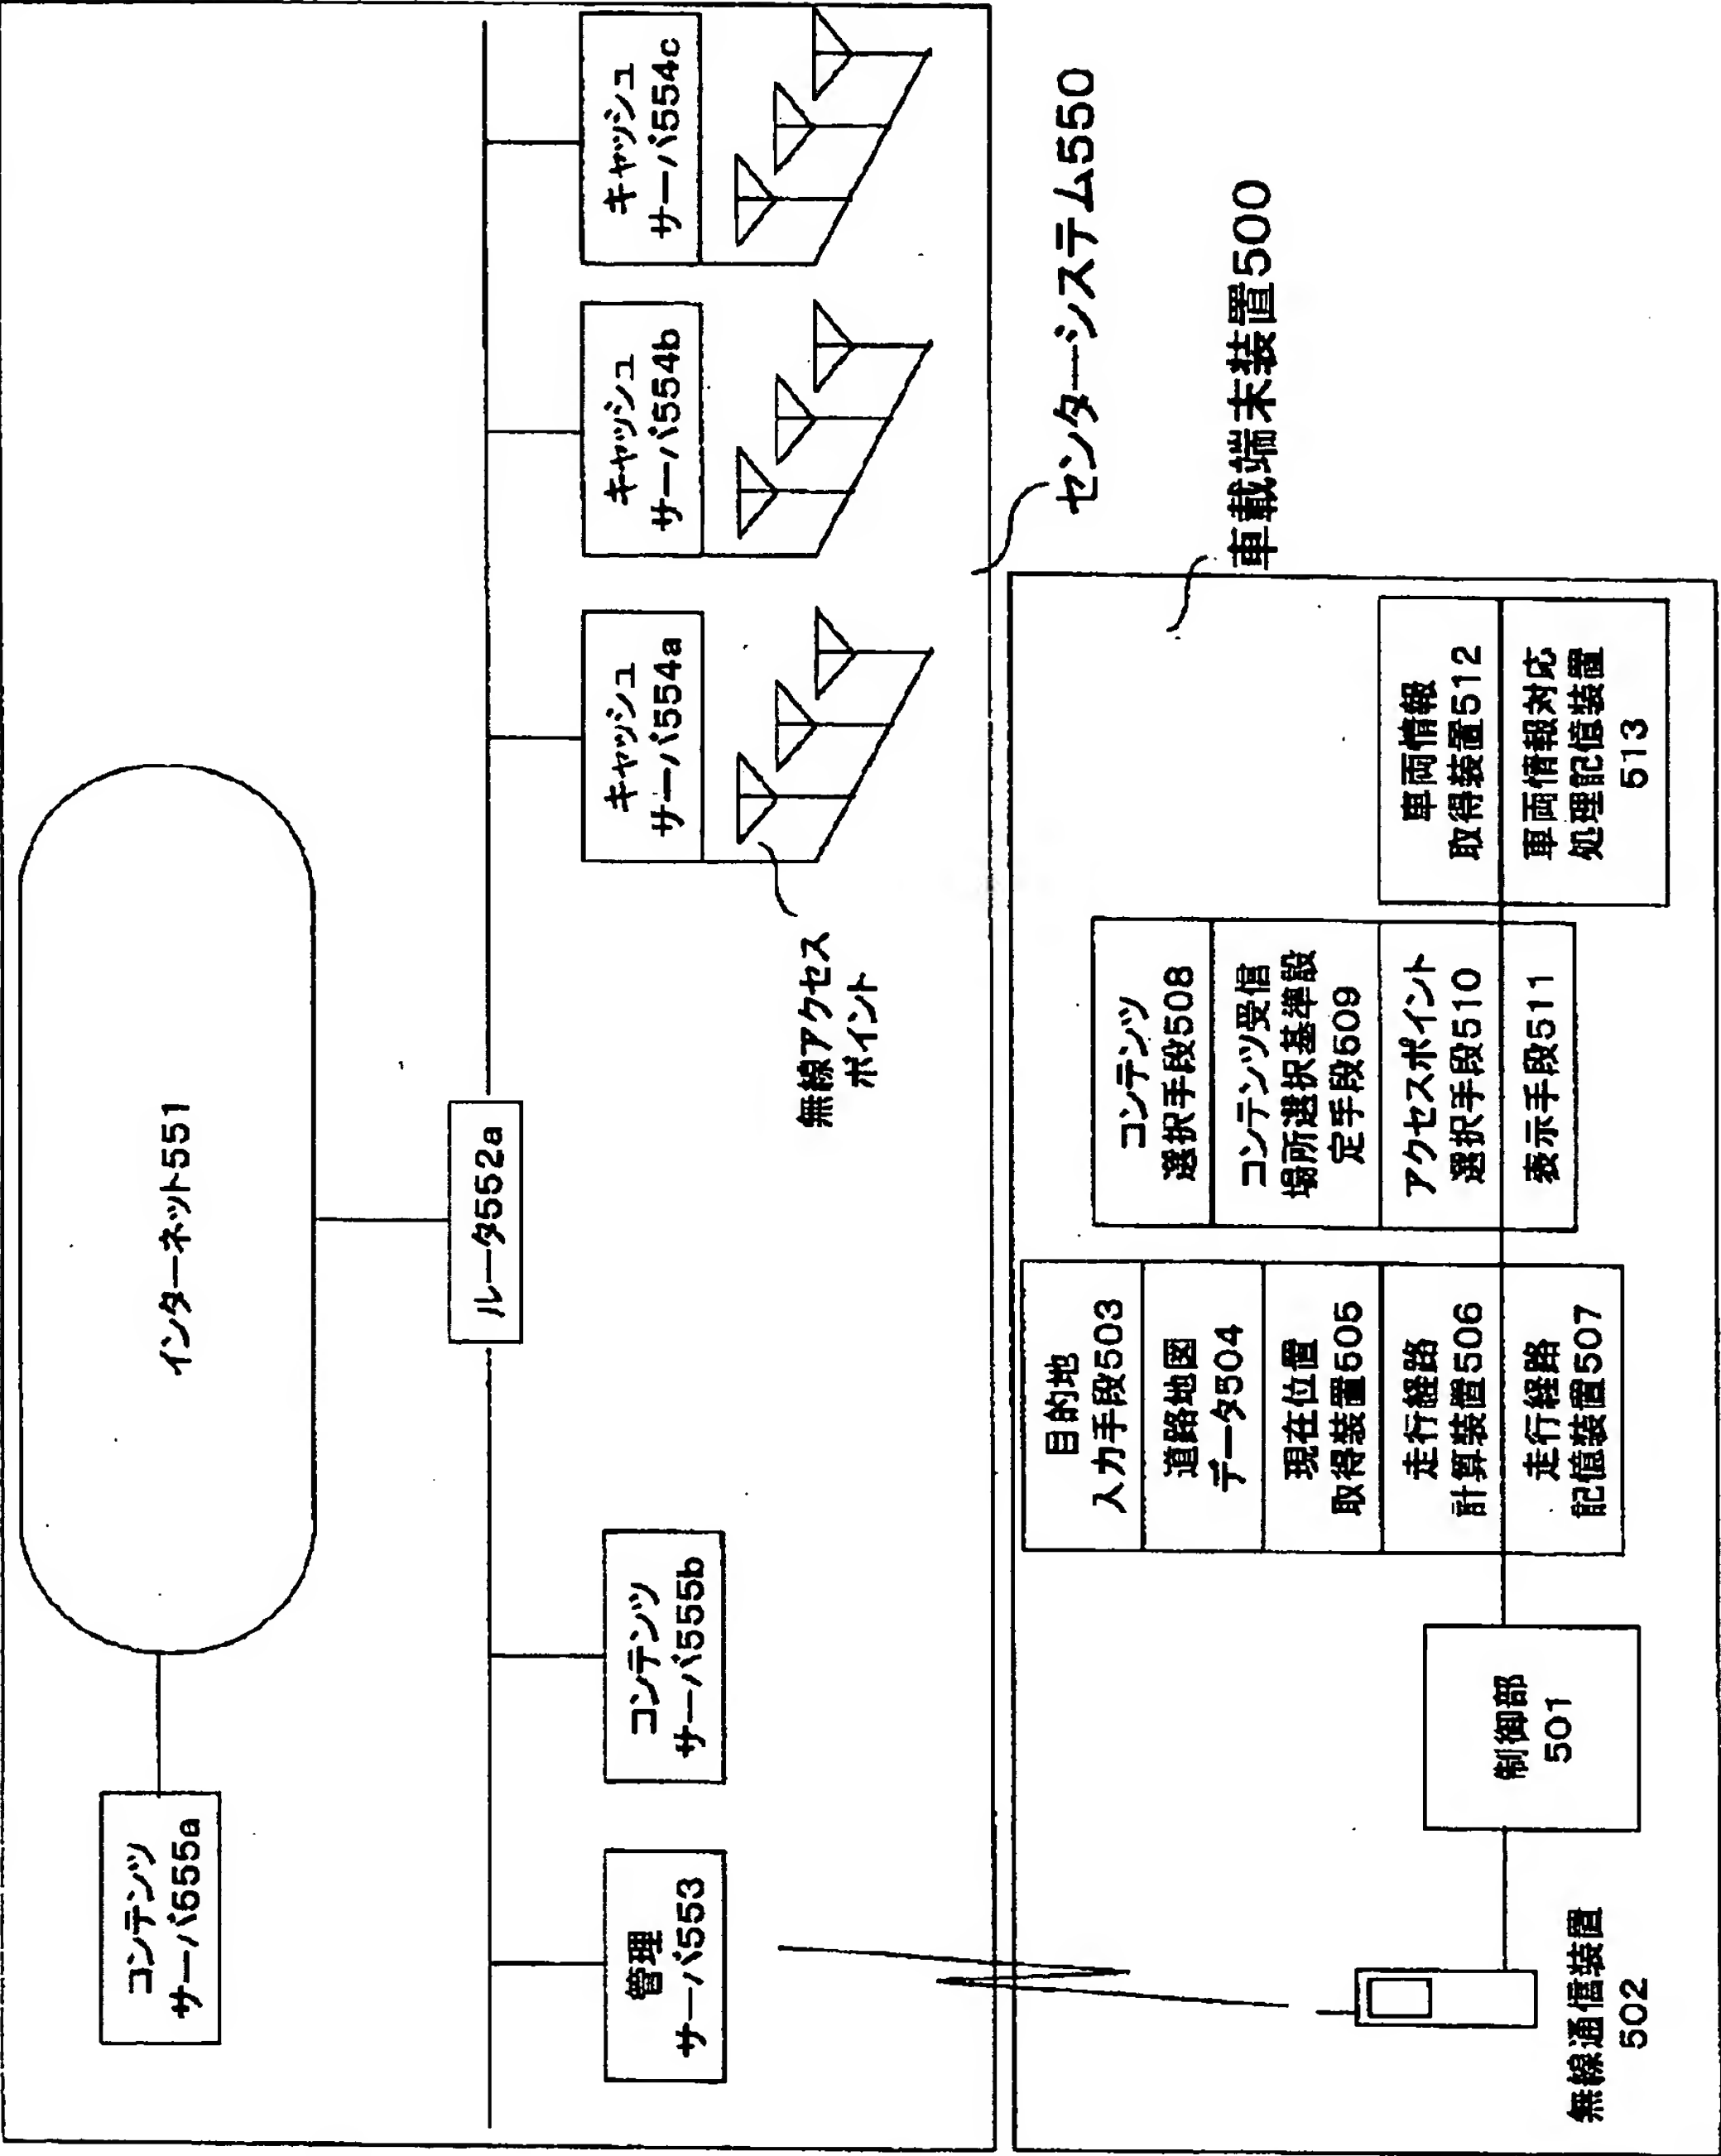 コンテンツ
サーバ555a
インターネット551
ルータ552a
管理
サーバ553
コンテンツ
サーバ555b
キャッシュ
サーバ554a
キャッシュ
サーバ554b
キャッシュ
サーバ554c
無線アクセス
ポイント
センターシステム550
車載端末装置500
無線通信装置
502
制御部
501
目的地
入力手段503
道路地図
データ504
現在位置
取得装置505
走行経路
計算装置506
走行経路
記憶装置507
コンテンツ
選択手段508
コンテンツ受信
場所選択基準設
定手段509
アクセスポイント
選択手段510
表示手段511
車両情報
取得装置512
車両情報対応
処理記憶装置
513